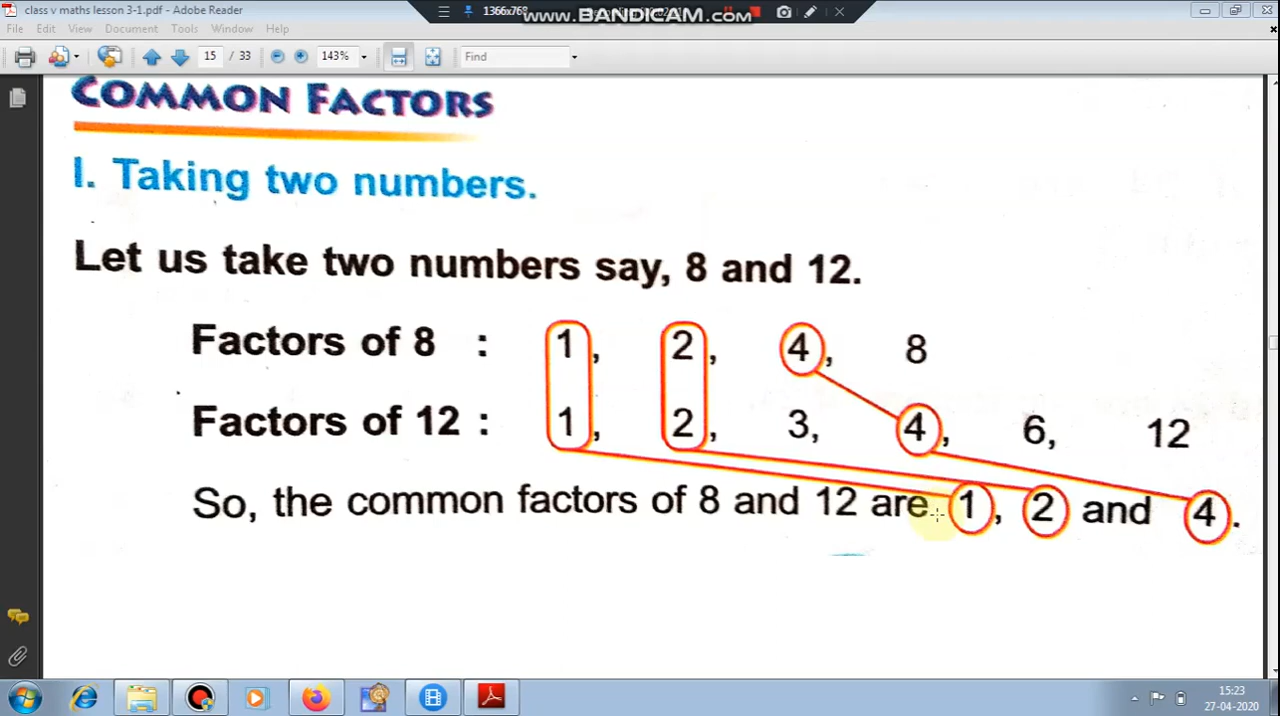 class v maths lesson 3-1.pdf - Adobe Reader
1366x768
www.BANDICAM.com
File Edit View Document Tools Window Help
15 / 33 143% Find
COMMON FACTORS
I. Taking two numbers.
Let us take two numbers say, 8 and 12.
Factors of 8 : 1, 2, 4, 8
Factors of 12 : 1, 2, 3, 4, 6, 12
So, the common factors of 8 and 12 are 1, 2 and 4.
15:23
27-04-2020